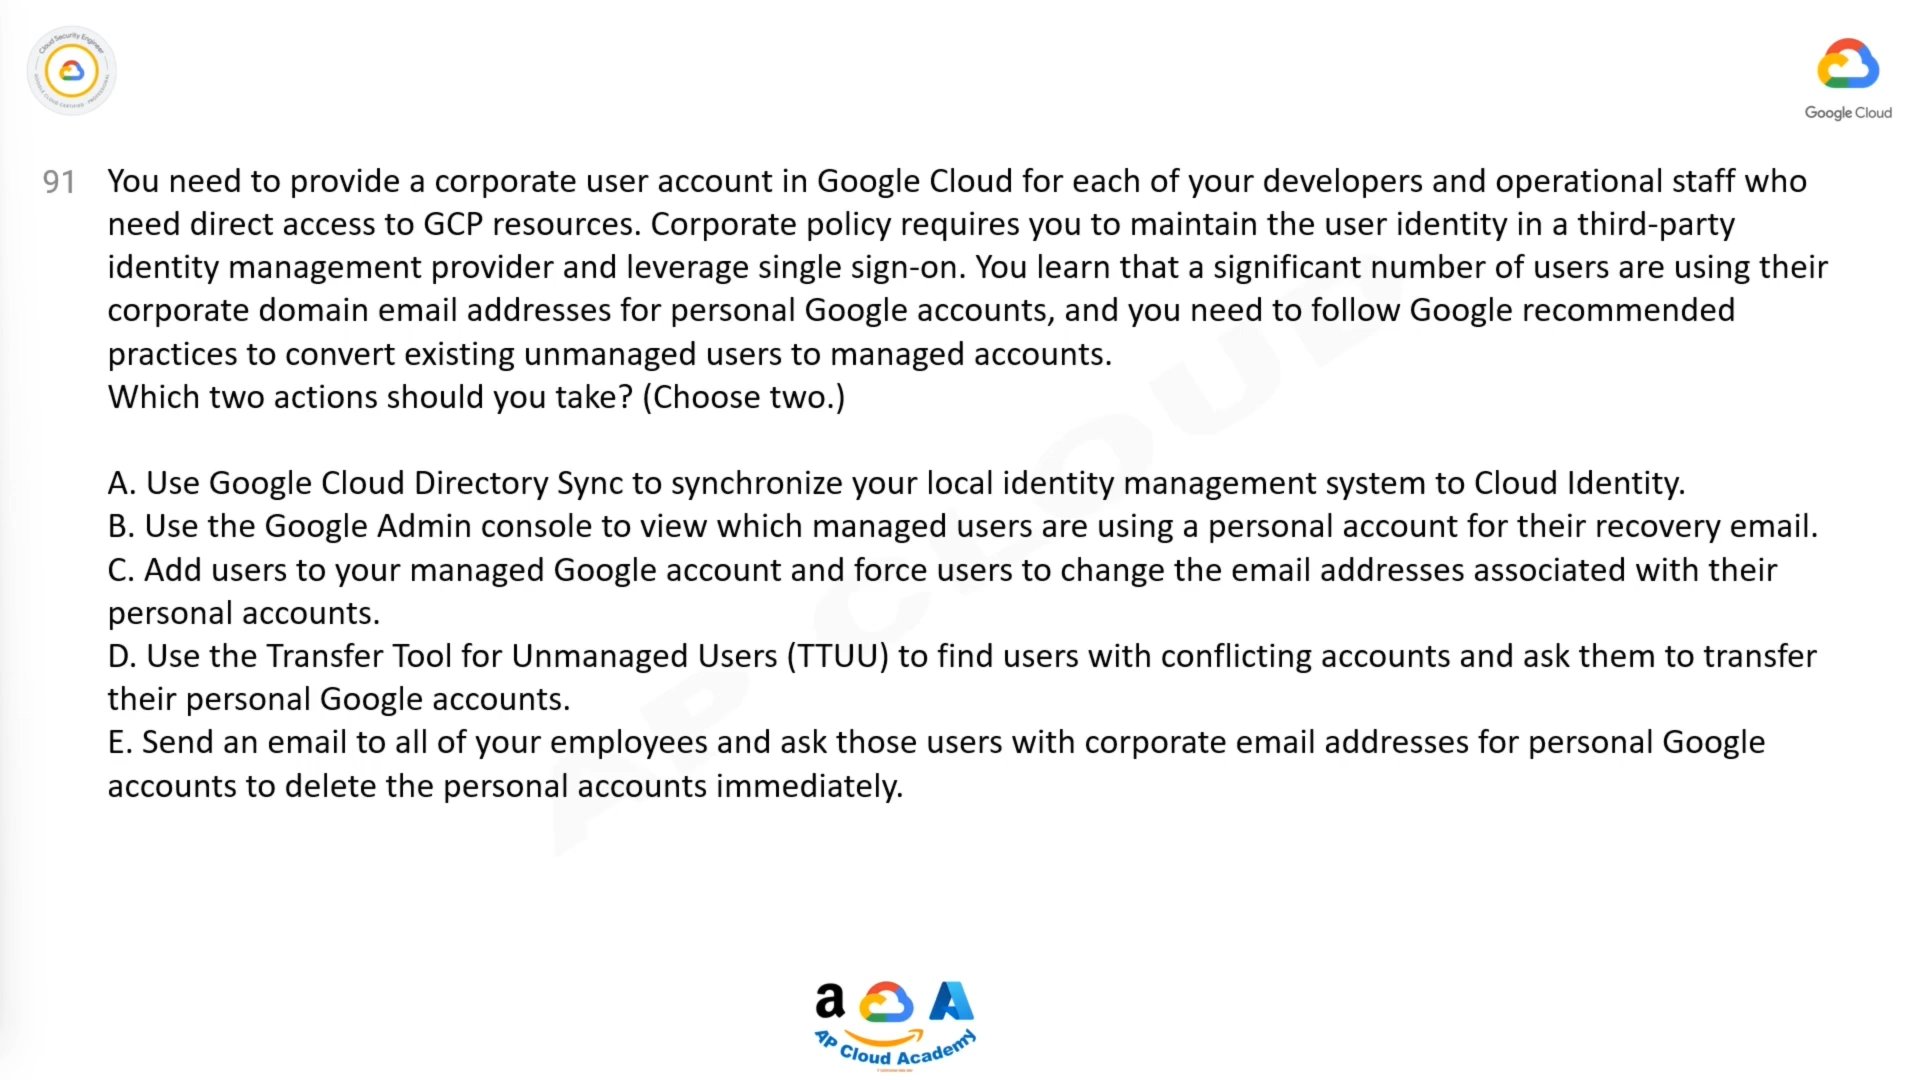 Cloud Security Engineer
Google Cloud
91 You need to provide a corporate user account in Google Cloud for each of your developers and operational staff who
need direct access to GCP resources. Corporate policy requires you to maintain the user identity in a third-party
identity management provider and leverage single sign-on. You learn that a significant number of users are using their
corporate domain email addresses for personal Google accounts, and you need to follow Google recommended
practices to convert existing unmanaged users to managed accounts.
Which two actions should you take? (Choose two.)
A. Use Google Cloud Directory Sync to synchronize your local identity management system to Cloud Identity.
B. Use the Google Admin console to view which managed users are using a personal account for their recovery email.
C. Add users to your managed Google account and force users to change the email addresses associated with their
personal accounts.
D. Use the Transfer Tool for Unmanaged Users (TTUU) to find users with conflicting accounts and ask them to transfer
their personal Google accounts.
E. Send an email to all of your employees and ask those users with corporate email addresses for personal Google
accounts to delete the personal accounts immediately.
AP CLOUD
a
AP Cloud Academy